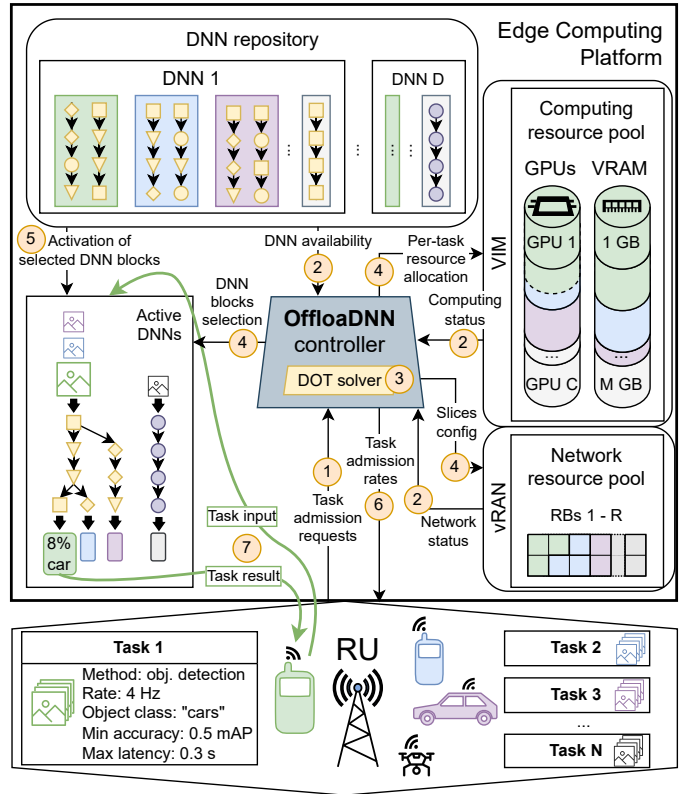 DNN repository
Edge Computing
Platform
DNN 1
DNN D
...
...
...
Computing
resource pool
GPUs
VRAM
GPU 1
1 GB
...
...
GPU C
M GB
VIM
5
Activation of
selected DNN blocks
DNN availability
2
Per-task
resource
allocation
4
Computing
status
2
DNN
blocks
selection
4
Active
DNNs
OffloaDNN
controller
DOT solver
3
Slices
config
4
1
Task
admission
requests
Task
admission
rates
6
2
Network
status
vRAN
Network
resource pool
RBs 1 - R
8%
car
7
Task input
Task result
Task 1
Method: obj. detection
Rate: 4 Hz
Object class: "cars"
Min accuracy: 0.5 mAP
Max latency: 0.3 s
RU
Task 2
Task 3
...
Task N